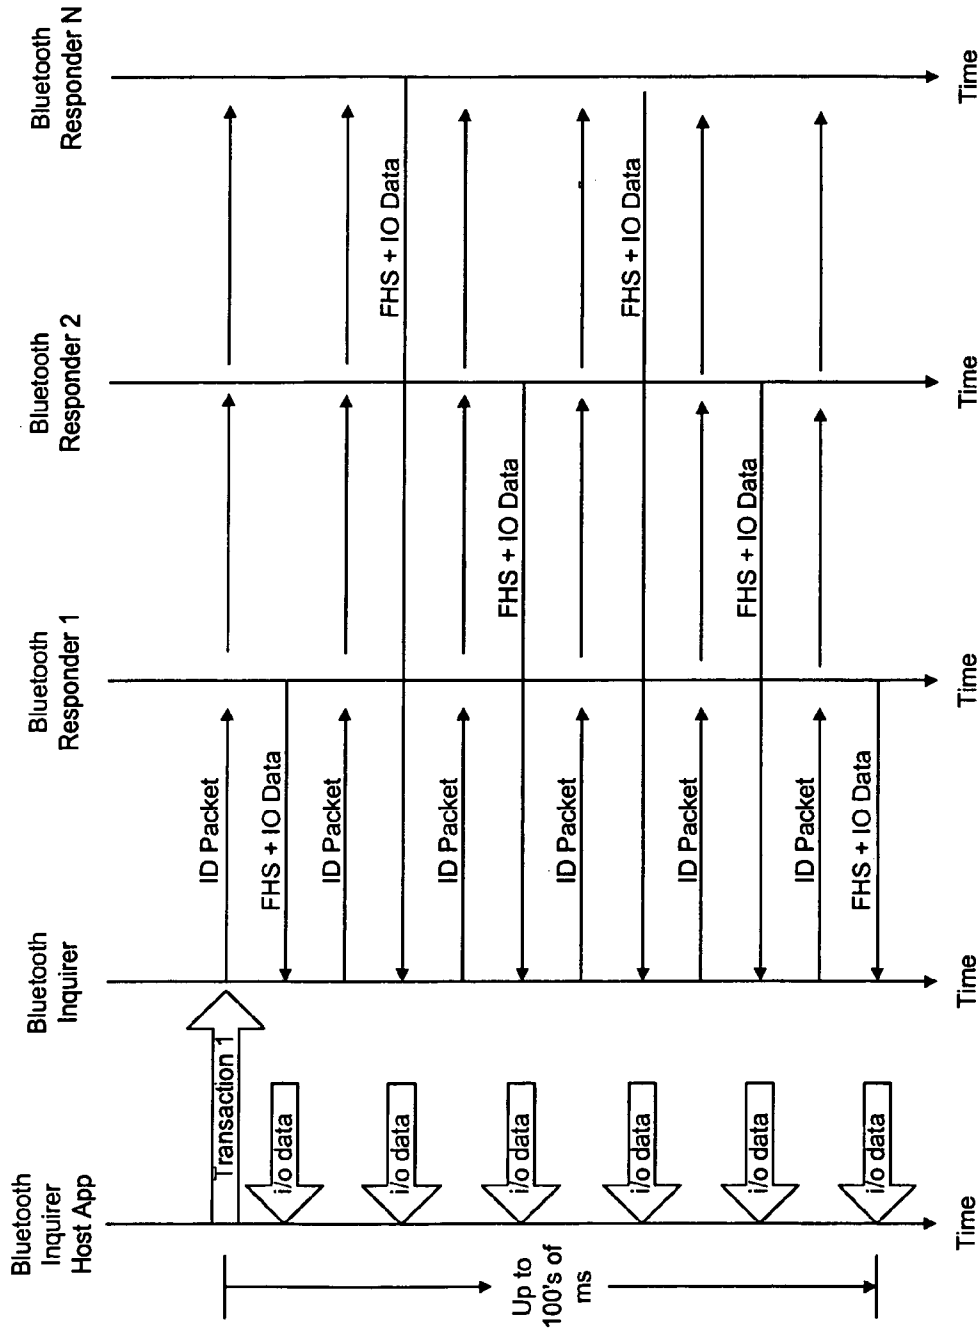 Bluetooth
Inquirer
Host App
Bluetooth
Inquirer
Bluetooth
Responder 1
Bluetooth
Responder 2
Bluetooth
Responder N
Transaction 1
ID Packet
i/o data
FHS + IO Data
ID Packet
i/o data
FHS + IO Data
ID Packet
i/o data
FHS + IO Data
ID Packet
i/o data
FHS + IO Data
ID Packet
i/o data
FHS + IO Data
ID Packet
i/o data
FHS + IO Data
Up to
100's of
ms
Time
Time
Time
Time
Time